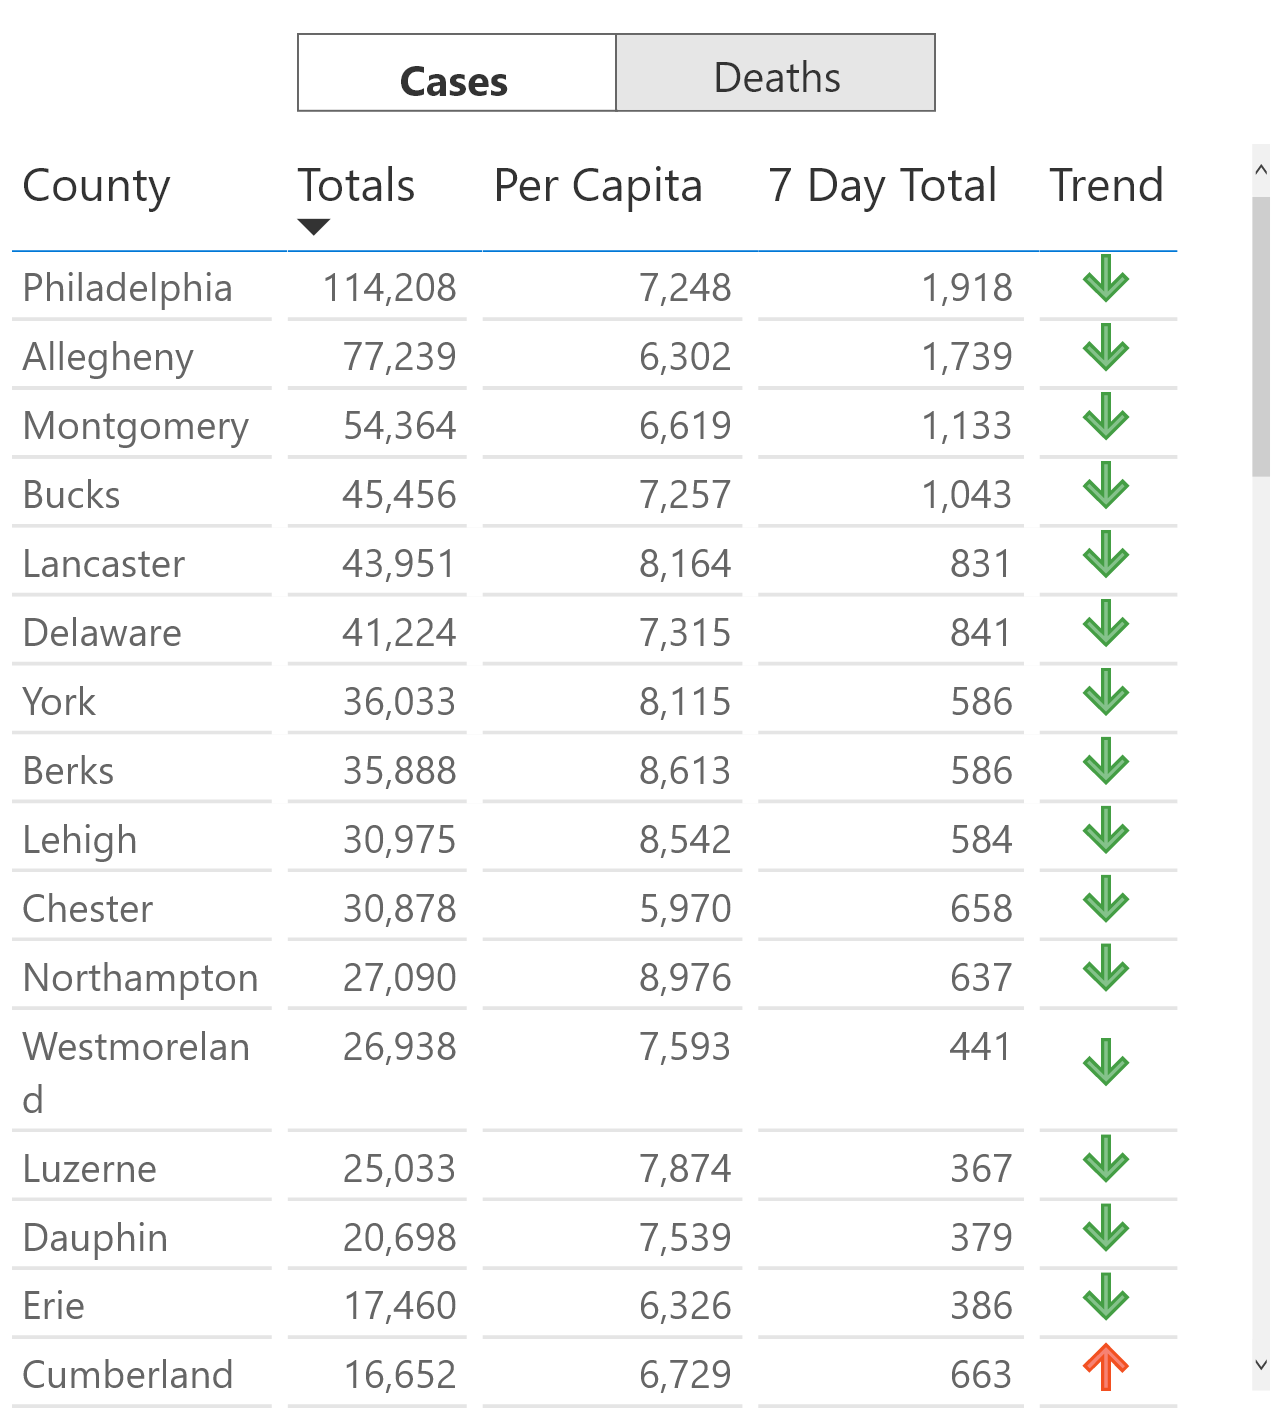 Cases Deaths
County Totals Per Capita 7 Day Total Trend
Philadelphia 114,208 7,248 1,918
Allegheny 77,239 6,302 1,739
Montgomery 54,364 6,619 1,133
Bucks 45,456 7,257 1,043
Lancaster 43,951 8,164 831
Delaware 41,224 7,315 841
York 36,033 8,115 586
Berks 35,888 8,613 586
Lehigh 30,975 8,542 584
Chester 30,878 5,970 658
Northampton 27,090 8,976 637
Westmorelan 26,938 7,593 441
d
Luzerne 25,033 7,874 367
Dauphin 20,698 7,539 379
Erie 17,460 6,326 386
Cumberland 16,652 6,729 663